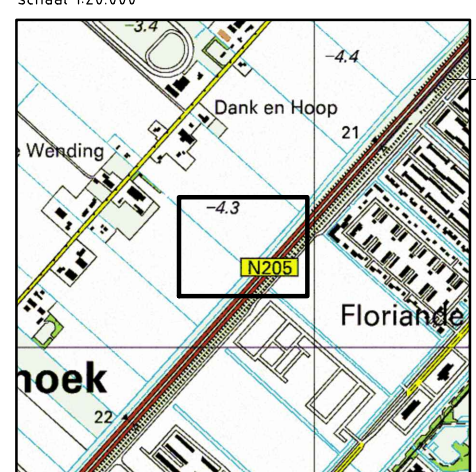 Schaal 1:20.000
-3.4
-4.4
Dank en Hoop
21
Wending
-4.3
N205
Floriande
hoek
22